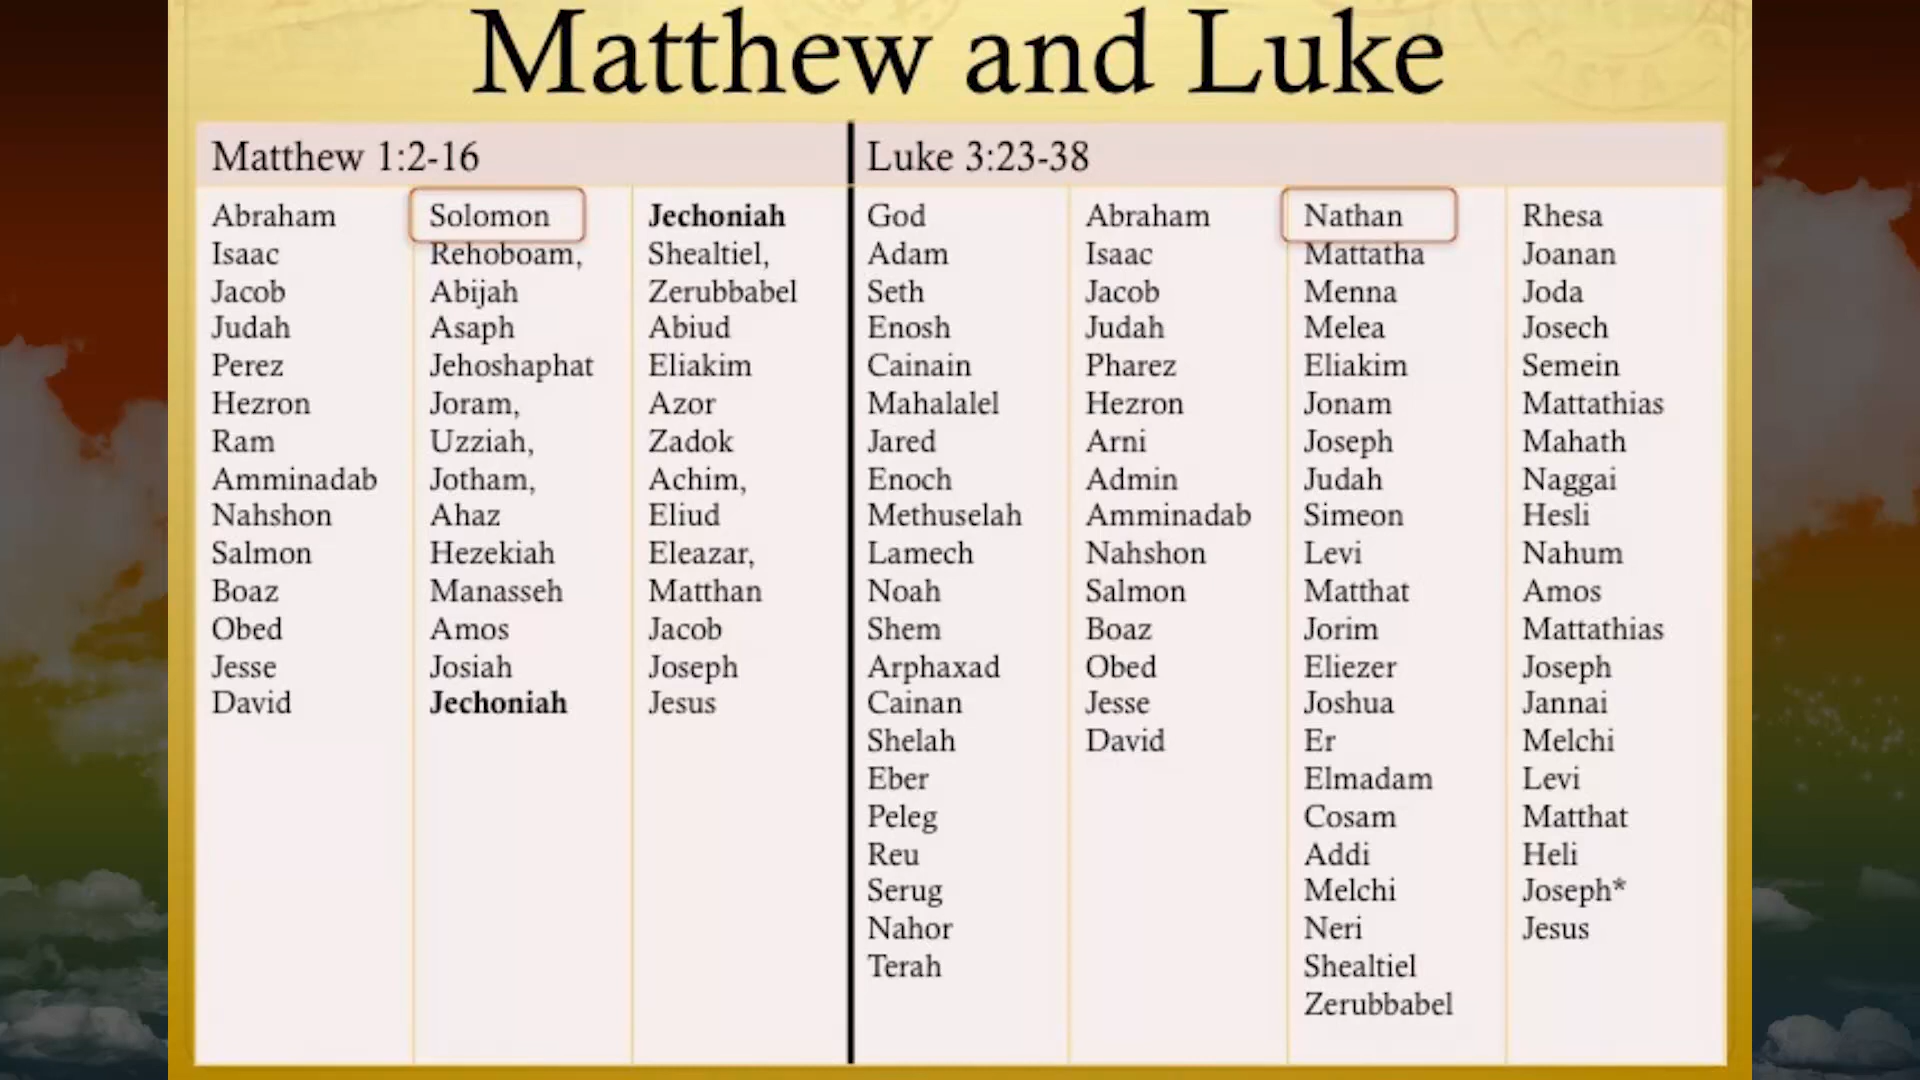 Matthew and Luke
Matthew 1:2-16
Abraham
Isaac
Jacob
Judah
Perez
Hezron
Ram
Amminadab
Nahshon
Salmon
Boaz
Obed
Jesse
David
Solomon
Rehoboam,
Abijah
Asaph
Jehoshaphat
Joram,
Uzziah,
Jotham,
Ahaz
Hezekiah
Manasseh
Amos
Josiah
Jechoniah
Jechoniah
Shealtiel,
Zerubbabel
Abiud
Eliakim
Azor
Zadok
Achim,
Eliud
Eleazar,
Matthan
Jacob
Joseph
Jesus
Luke 3:23-38
God
Adam
Seth
Enosh
Cainain
Mahalalel
Jared
Enoch
Methuselah
Lamech
Noah
Shem
Arphaxad
Cainan
Shelah
Eber
Peleg
Reu
Serug
Nahor
Terah
Abraham
Isaac
Jacob
Judah
Pharez
Hezron
Arni
Admin
Amminadab
Nahshon
Salmon
Boaz
Obed
Jesse
David
Nathan
Mattatha
Menna
Melea
Eliakim
Jonam
Joseph
Judah
Simeon
Levi
Matthat
Jorim
Eliezer
Joshua
Er
Elmadam
Cosam
Addi
Melchi
Neri
Shealtiel
Zerubbabel
Rhesa
Joanan
Joda
Josech
Semein
Mattathias
Mahath
Naggai
Hesli
Nahum
Amos
Mattathias
Joseph
Jannai
Melchi
Levi
Matthat
Heli
Joseph*
Jesus